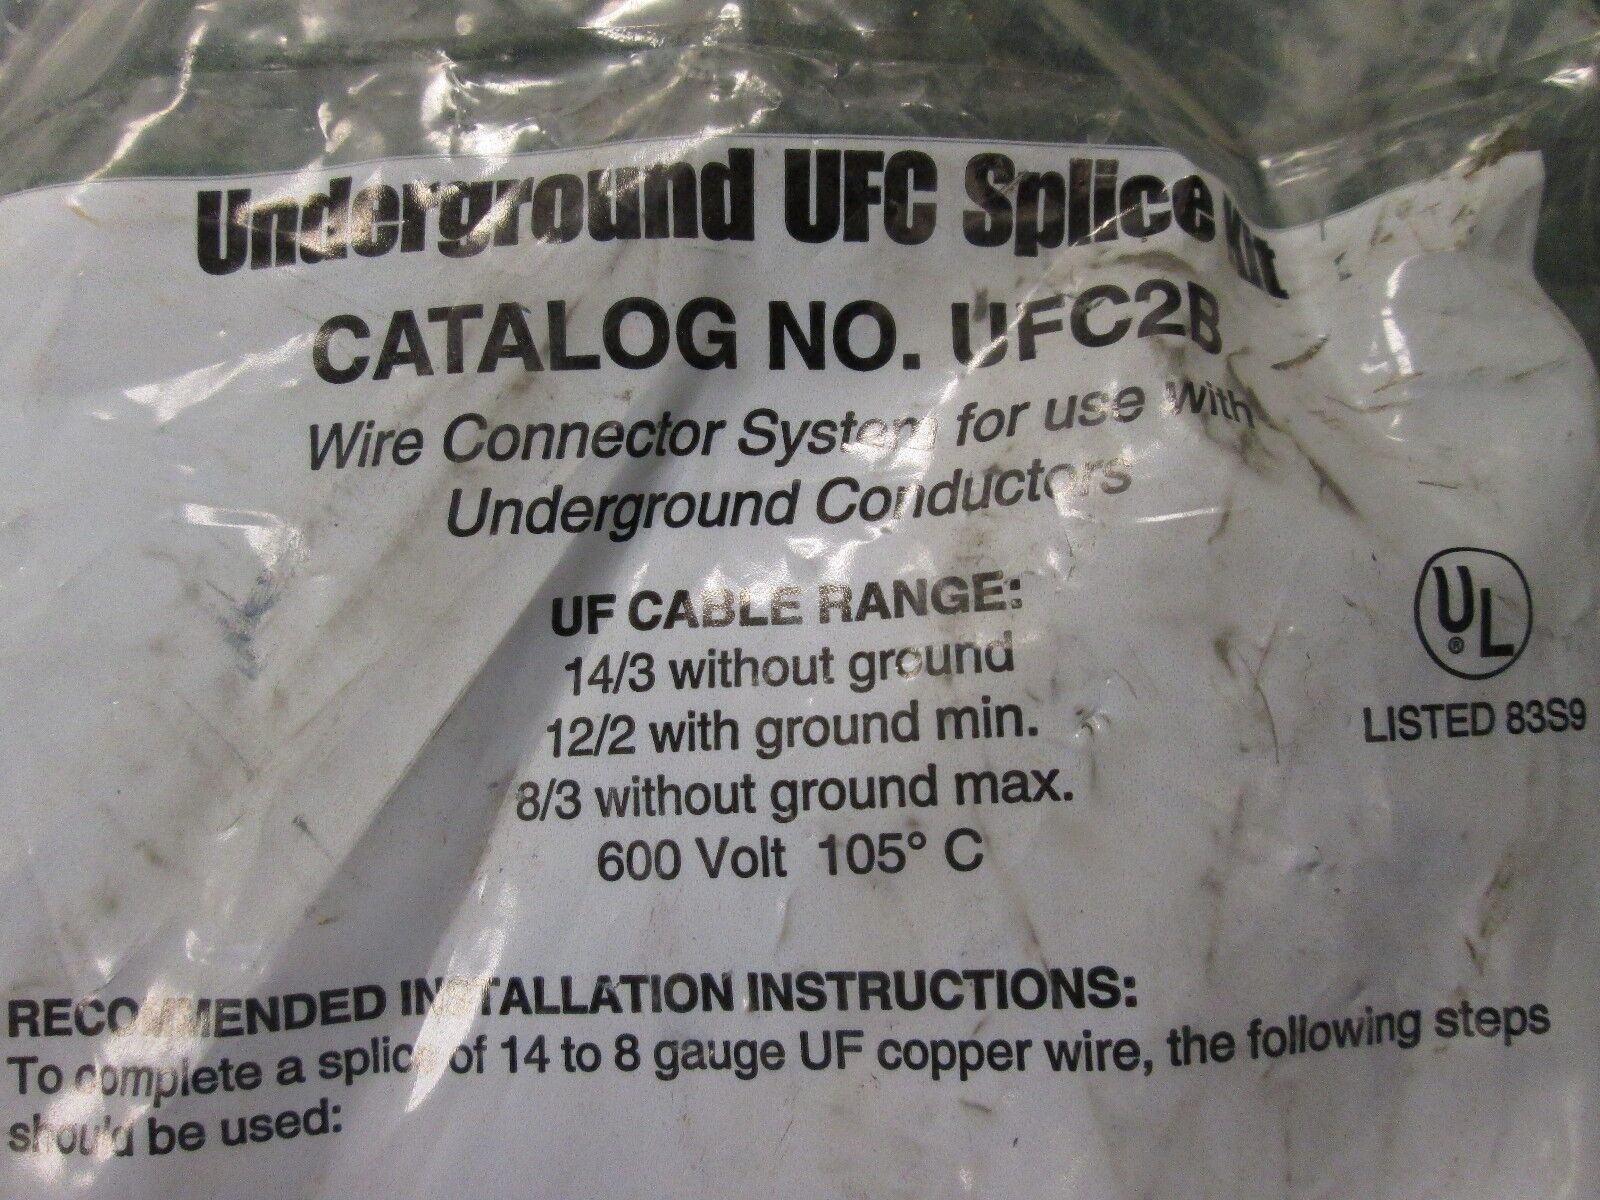 Underground UFC Splice Kit
CATALOG NO. UFC2B
Wire Connector System for use with
Underground Conductors
UF CABLE RANGE:
14/3 without ground
12/2 with ground min.
8/3 without ground max.
600 Volt 105° C
UL®
LISTED 83S9
RECOMMENDED INSTALLATION INSTRUCTIONS:
To complete a splice of 14 to 8 gauge UF copper wire, the following steps
should be used: